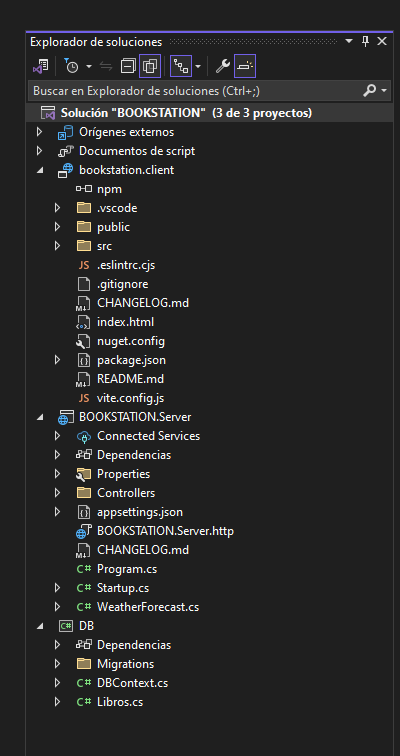 Explorador de soluciones
Buscar en Explorador de soluciones (Ctrl+;)
Solución "BOOKSTATION" (3 de 3 proyectos)
Orígenes externos
Documentos de script
bookstation.client
npm
.vscode
public
src
JS .eslintrc.cjs
.gitignore
CHANGELOG.md
index.html
nuget.config
package.json
README.md
JS vite.config.js
BOOKSTATION.Server
Connected Services
Dependencias
Properties
Controllers
appsettings.json
BOOKSTATION.Server.http
CHANGELOG.md
C# Program.cs
C# Startup.cs
C# WeatherForecast.cs
C# DB
Dependencias
Migrations
C# DBContext.cs
C# Libros.cs